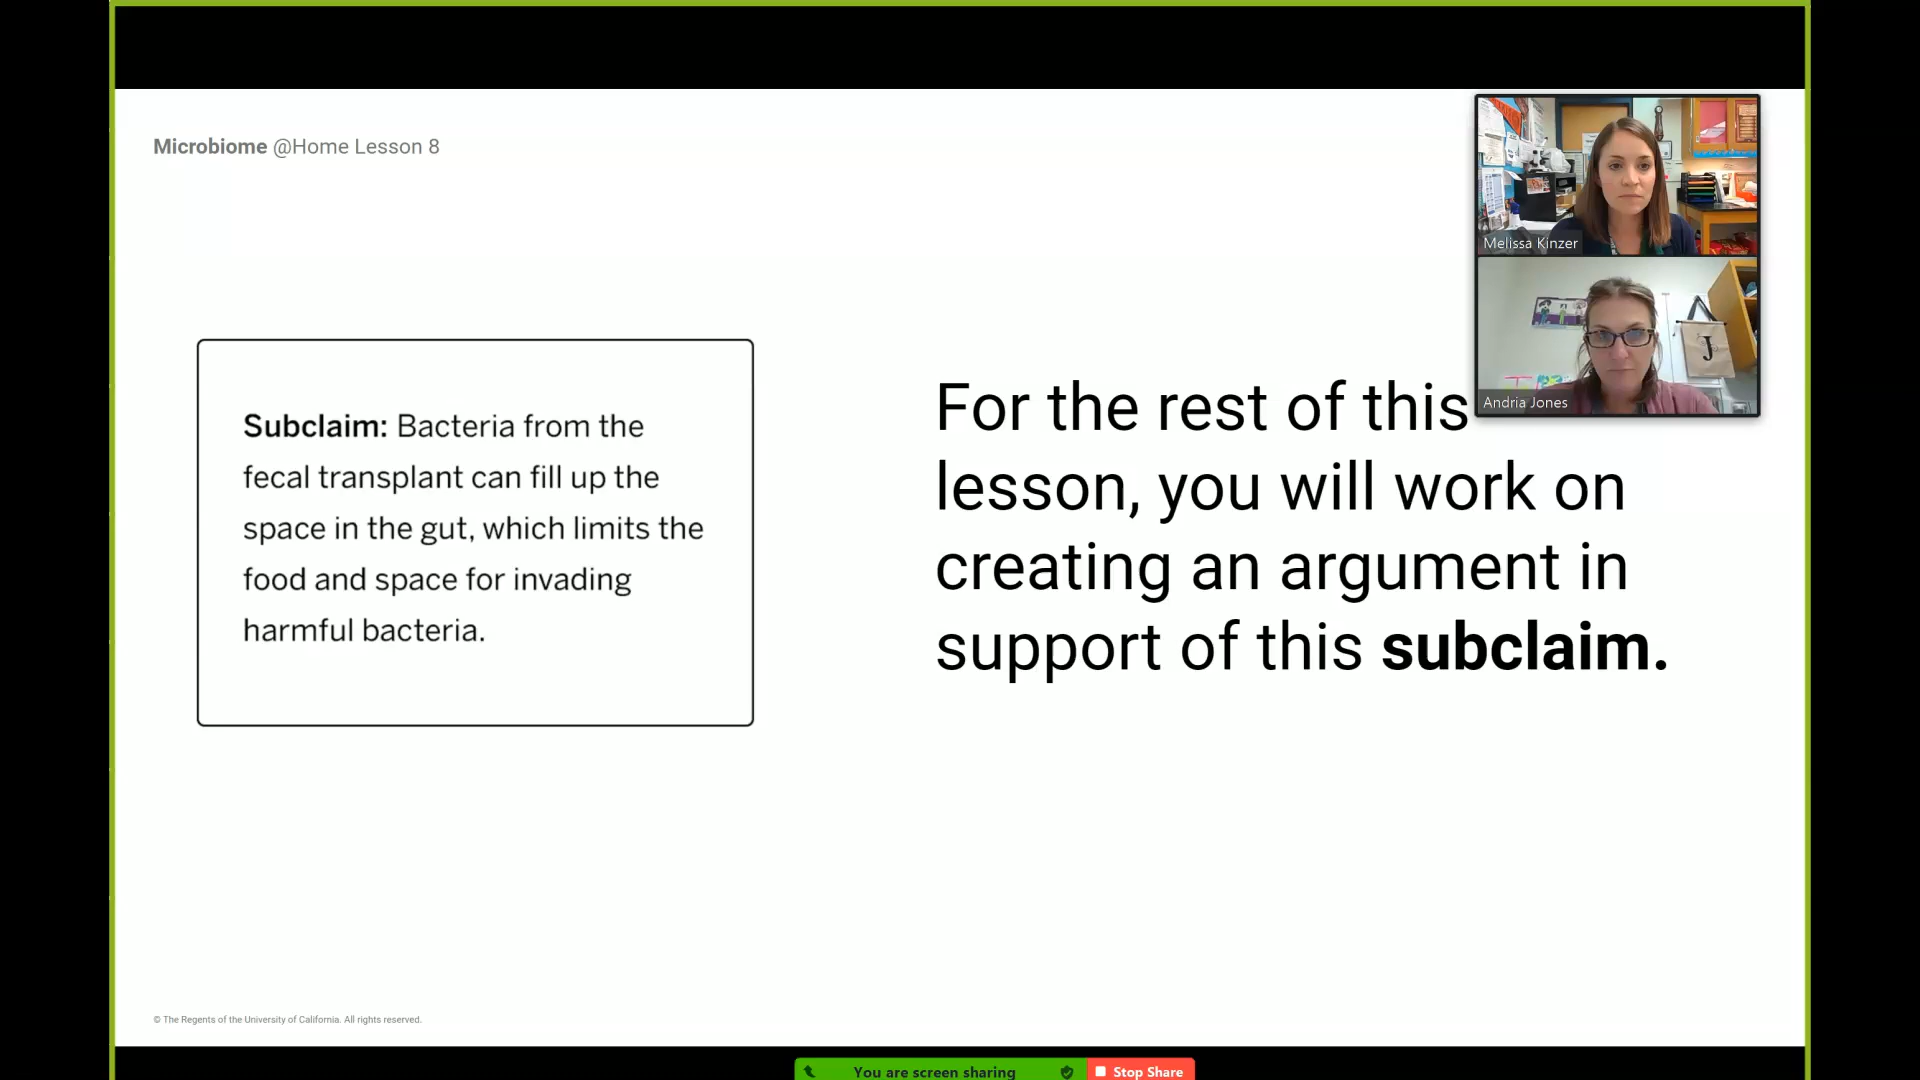 Microbiome @Home Lesson 8
Melissa Kinzer
J
Andria Jones
Subclaim: Bacteria from the
fecal transplant can fill up the
space in the gut, which limits the
food and space for invading
harmful bacteria.
For the rest of this
lesson, you will work on
creating an argument in
support of this subclaim.
© The Regents of the University of California. All rights reserved.
You are screen sharing
Stop Share